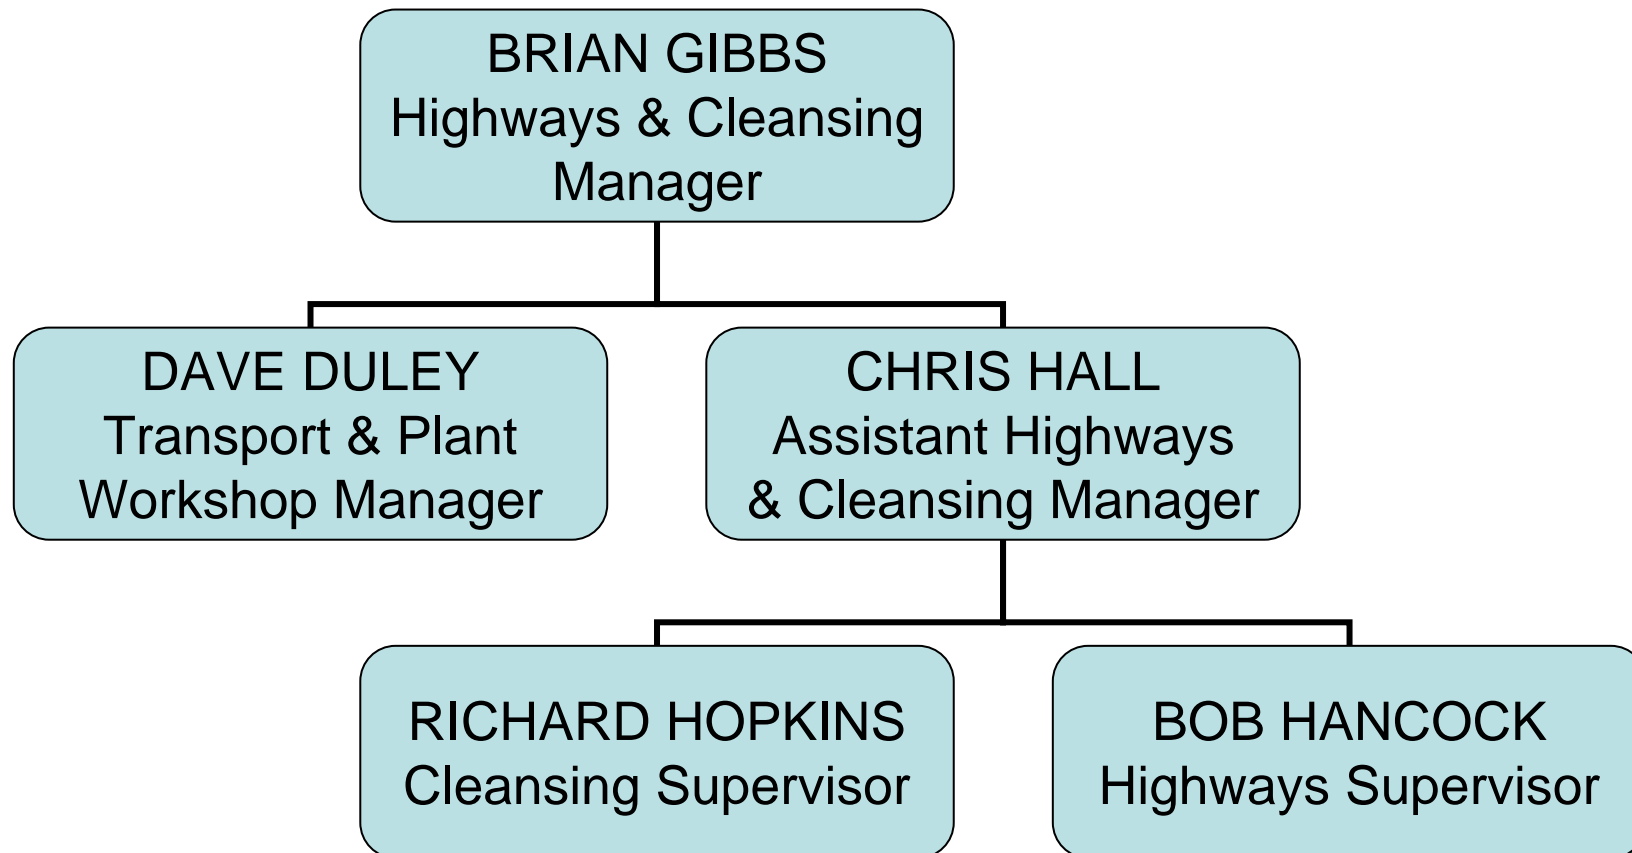 BRIAN GIBBS
Highways & Cleansing
Manager
DAVE DULEY
Transport & Plant
Workshop Manager
CHRIS HALL
Assistant Highways
& Cleansing Manager
RICHARD HOPKINS
Cleansing Supervisor
BOB HANCOCK
Highways Supervisor